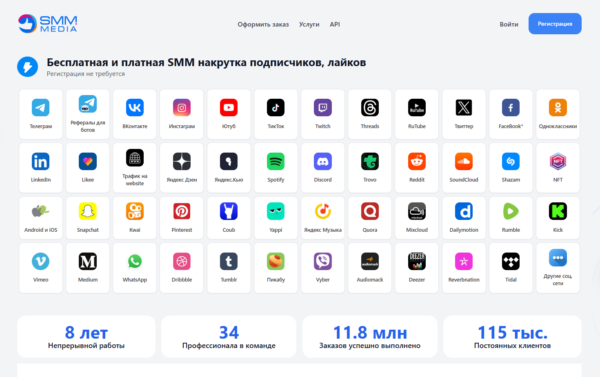 SMM
MEDIA
Оформить заказ Услуги API
Войти Регистрация
Бесплатная и платная SMM накрутка подписчиков, лайков
Регистрация не требуется
Телеграм Рефералы для ботов ВКонтакте Инстаграм Ютуб ТикТок Twitch Threads RuTube Твиттер FaceBook* Одноклассники
LinkedIn Likee Трафик на website Яндекс Дзен Яндекс.Кью Spotify Discord Trovo Reddit SoundCloud Shazam NFT
Android и iOS Snapchat Kwai Pinterest Coub Yappi Яндекс Музыка Quora Mixcloud Dailymotion Rumble Kick
Vimeo Medium WhatsApp Dribbble Tumblr Пикабу Vyber Audiomack Deezer Reverbnation Tidal Другие соц. сети
8 лет 34 11.8 млн 115 тыс.
Непрерывной работы Профессионала в команде Заказов успешно выполнено Постоянных клиентов